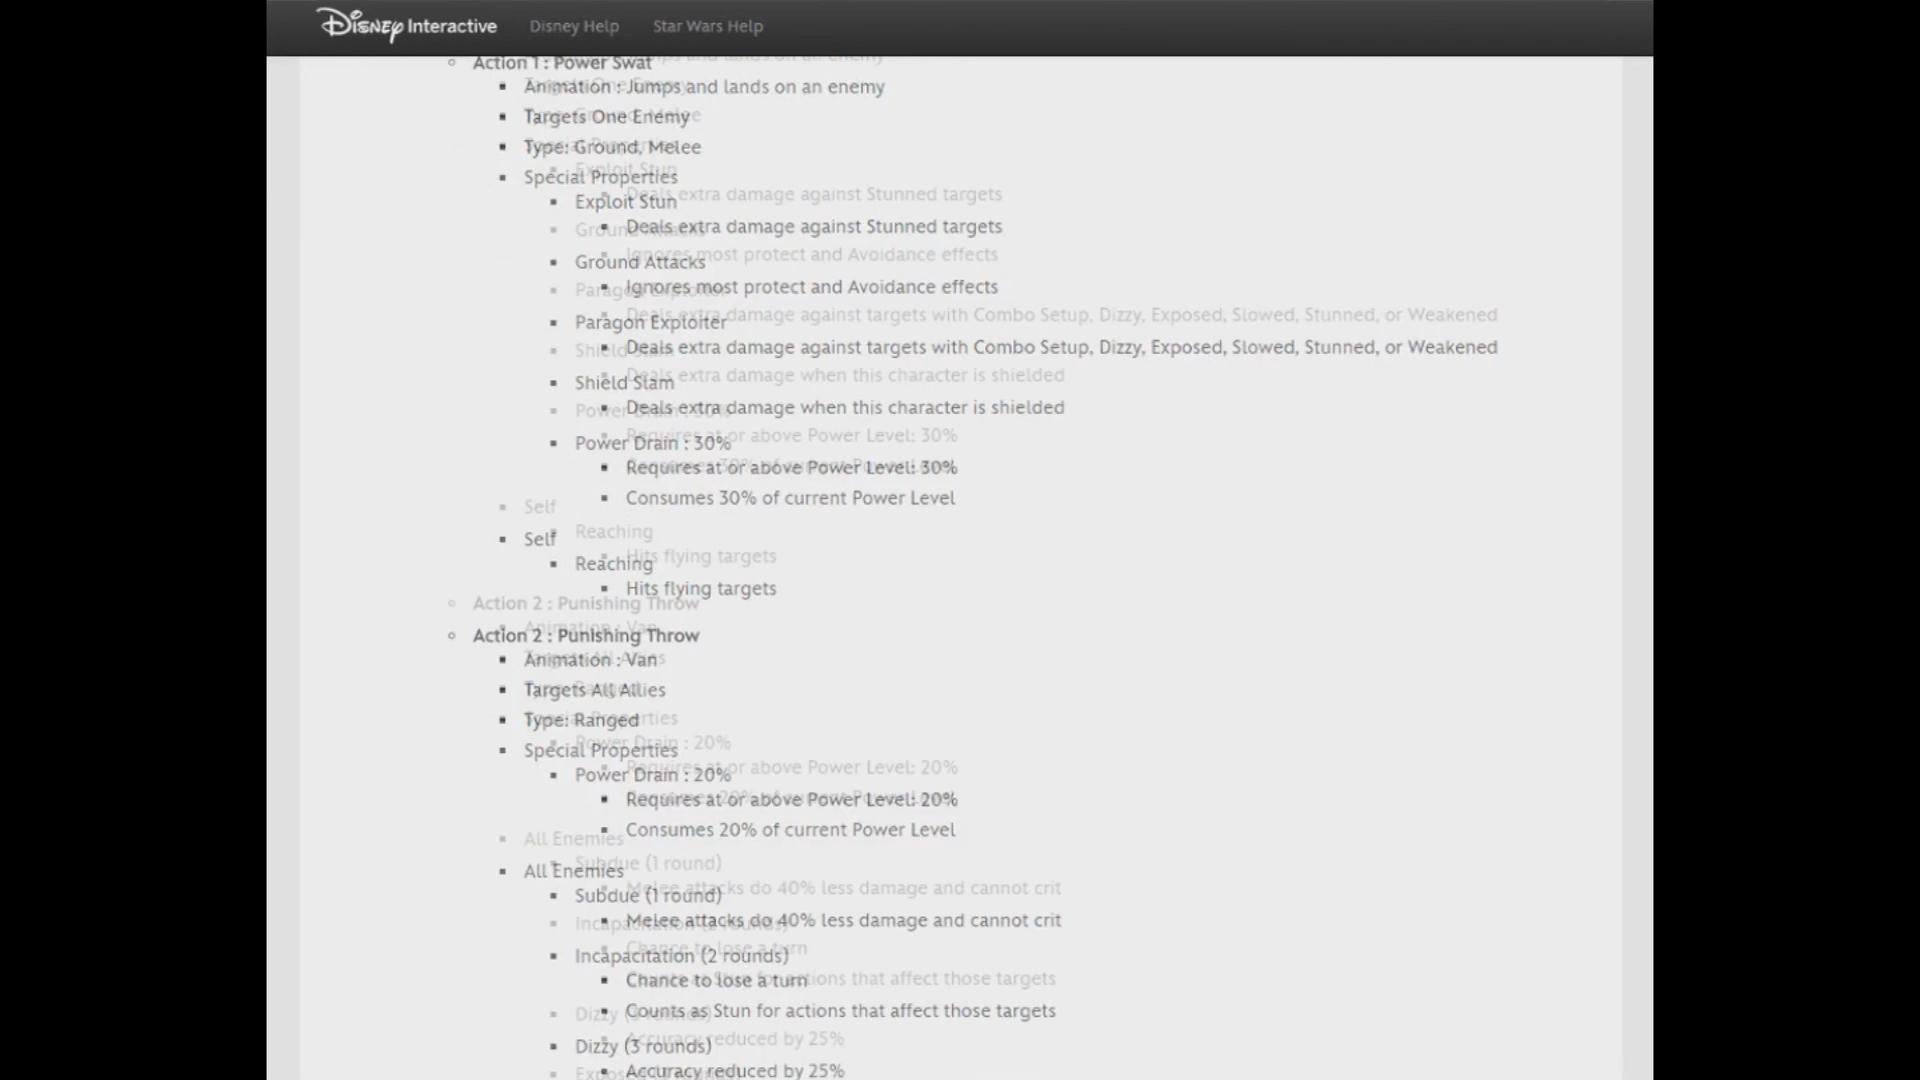 Disney Interactive Disney Help Star Wars Help
Action 1 : Power Swat
Animation : Jumps and lands on an enemy
Targets One Enemy
Type: Ground, Melee
Special Properties
Exploit Stun
Deals extra damage against Stunned targets
Ground Attacks
Ignores most protect and Avoidance effects
Paragon Exploiter
Deals extra damage against targets with Combo Setup, Dizzy, Exposed, Slowed, Stunned, or Weakened
Shield Slam
Deals extra damage when this character is shielded
Power Drain : 30%
Requires at or above Power Level: 30%
Consumes 30% of current Power Level
Self
Reaching
Hits flying targets
Action 2 : Punishing Throw
Animation : Van
Targets All Allies
Type: Ranged
Special Properties
Power Drain : 20%
Requires at or above Power Level: 20%
Consumes 20% of current Power Level
All Enemies
Subdue (1 round)
Melee attacks do 40% less damage and cannot crit
Incapacitation (2 rounds)
Chance to lose a turn
Counts as Stun for actions that affect those targets
Dizzy (3 rounds)
Accuracy reduced by 25%